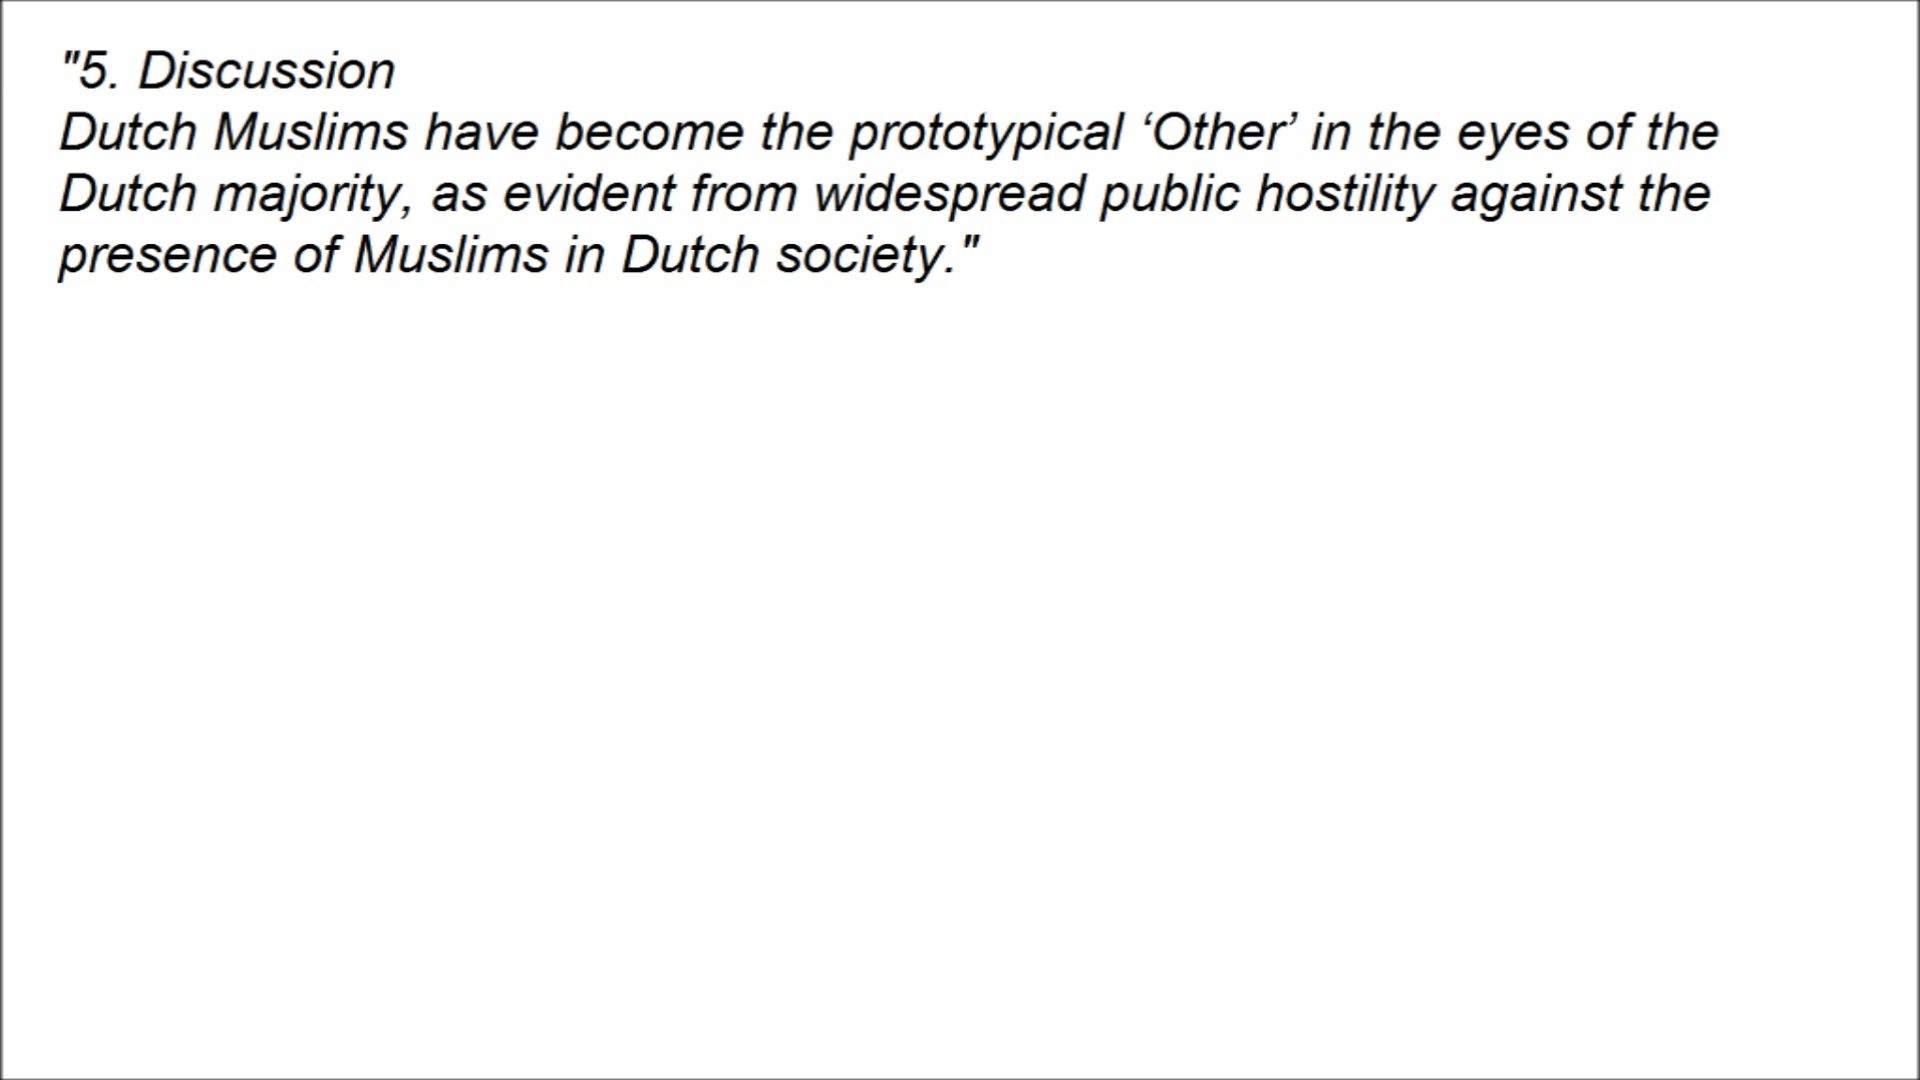 "5. Discussion
Dutch Muslims have become the prototypical ‘Other’ in the eyes of the
Dutch majority, as evident from widespread public hostility against the
presence of Muslims in Dutch society."